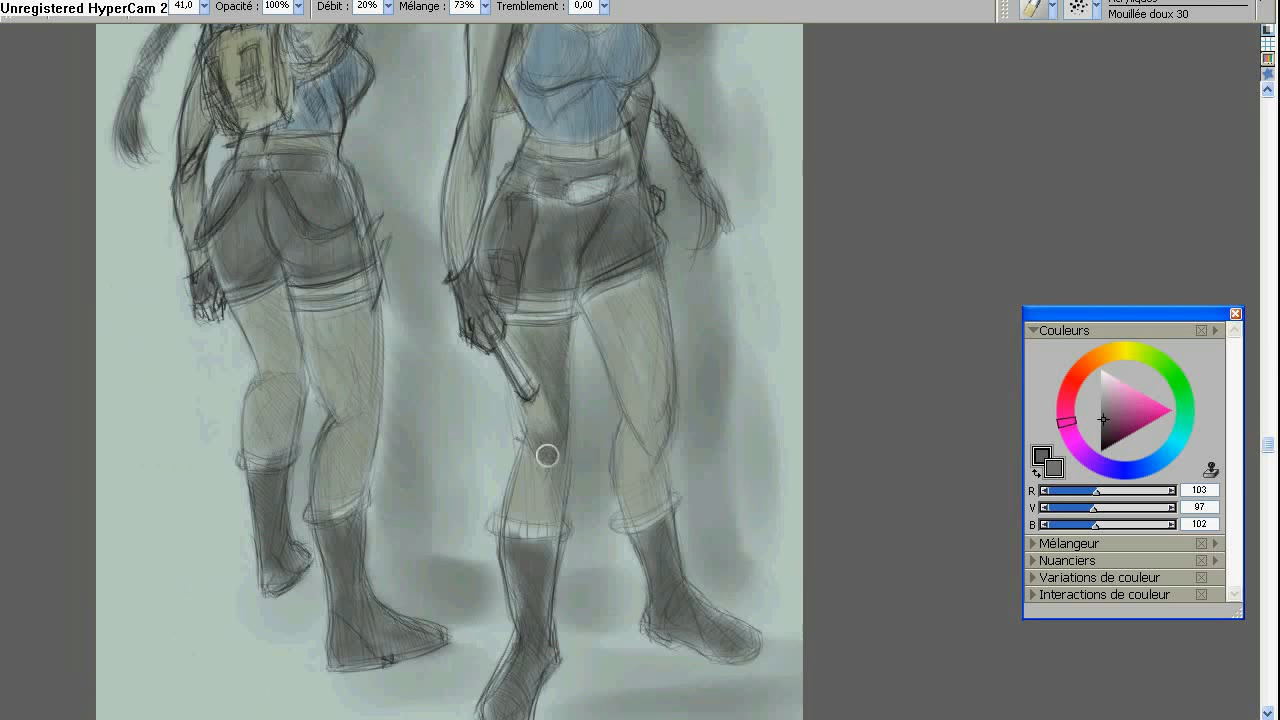 Unregistered HyperCam 2
41,0 Opacité : 100% Débit : 20% Mélange : 73% Tremblement : 0,00
Mouillée doux 30
Couleurs
R 103
V 97
B 102
Mélangeur
Nuanciers
Variations de couleur
Interactions de couleur